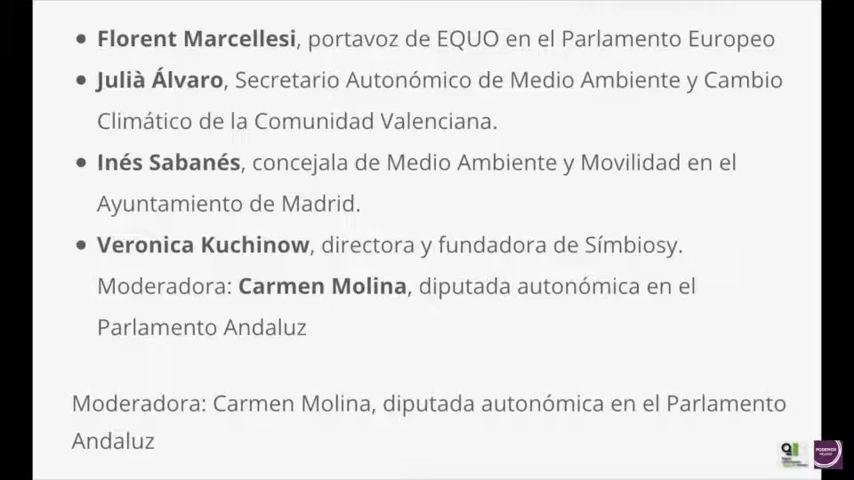 • Florent Marcellesi, portavoz de EQUO en el Parlamento Europeo
• Julià Álvaro, Secretario Autonómico de Medio Ambiente y Cambio
Climático de la Comunidad Valenciana.
• Inés Sabanés, concejala de Medio Ambiente y Movilidad en el
Ayuntamiento de Madrid.
• Veronica Kuchinow, directora y fundadora de Símbiosy.
Moderadora: Carmen Molina, diputada autonómica en el
Parlamento Andaluz
Moderadora: Carmen Molina, diputada autonómica en el Parlamento
Andaluz
PODEMOS